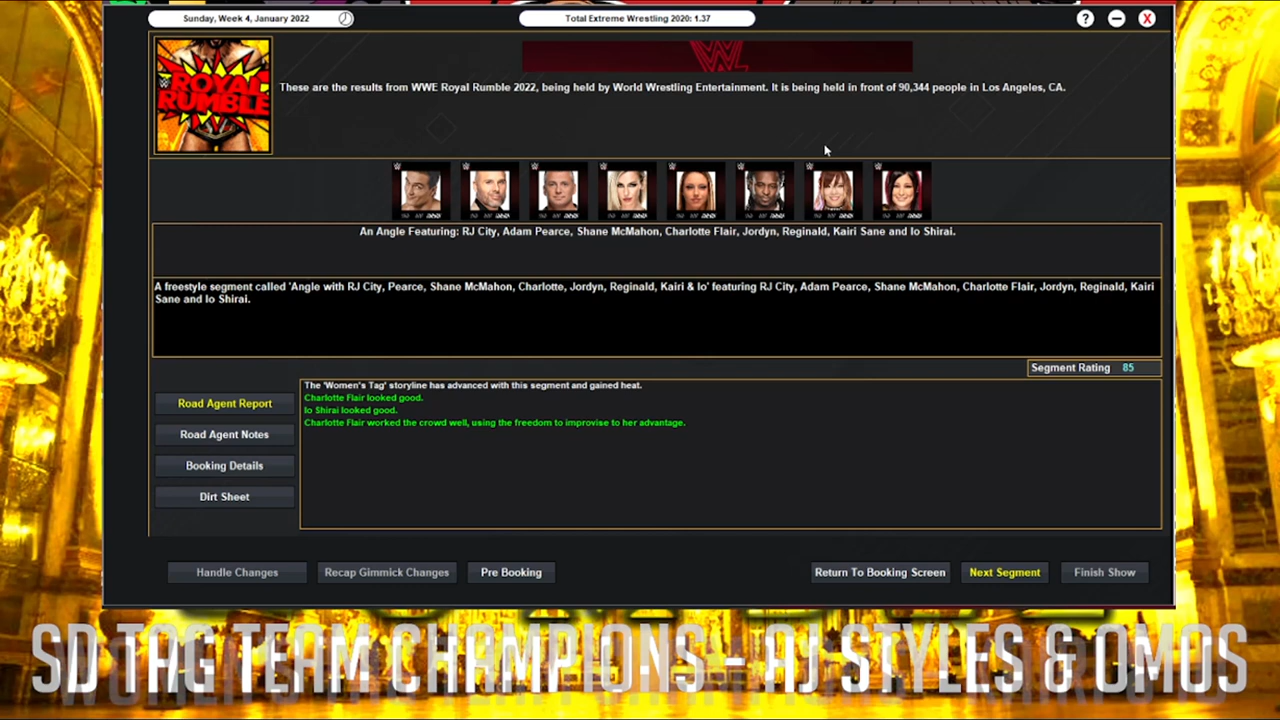 Sunday, Week 4, January 2022
Total Extreme Wrestling 2020: 1.37
?
X
ROYAL
RUMBLE
These are the results from WWE Royal Rumble 2022, being held by World Wrestling Entertainment. It is being held in front of 90,344 people in Los Angeles, CA.
An Angle Featuring: RJ City, Adam Pearce, Shane McMahon, Charlotte Flair, Jordyn, Reginald, Kairi Sane and Io Shirai.
A freestyle segment called 'Angle with RJ City, Pearce, Shane McMahon, Charlotte, Jordyn, Reginald, Kairi & Io' featuring RJ City, Adam Pearce, Shane McMahon, Charlotte Flair, Jordyn, Reginald, Kairi
Sane and Io Shirai.
Segment Rating 85
The 'Women's Tag' storyline has advanced with this segment and gained heat.
Charlotte Flair looked good.
Io Shirai looked good.
Charlotte Flair worked the crowd well, using the freedom to improvise to her advantage.
Road Agent Report
Road Agent Notes
Booking Details
Dirt Sheet
Handle Changes
Recap Gimmick Changes
Pre Booking
Return To Booking Screen
Next Segment
Finish Show
SD TAG TEAM CHAMPIONS - AJ STYLES & OMOS